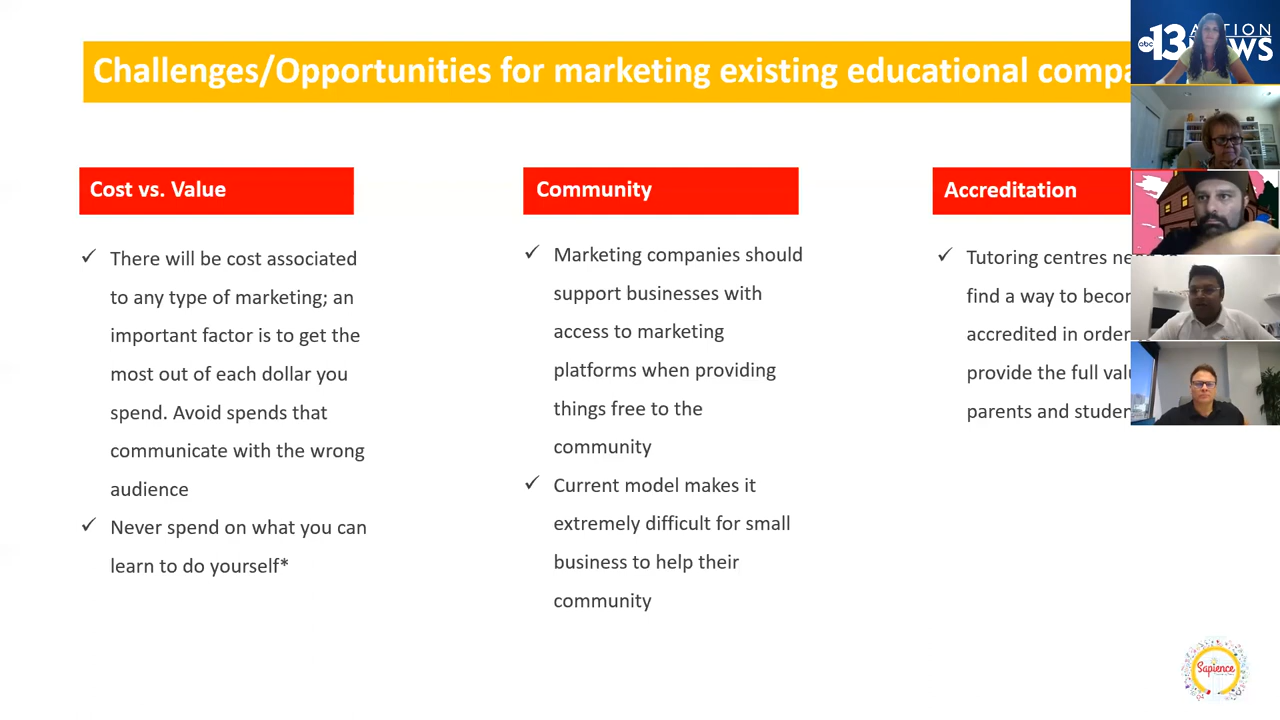 Challenges/Opportunities for marketing existing educational
abc 13 ACTION
NEWS
Cost vs. Value
There will be cost associated
to any type of marketing; an
important factor is to get the
most out of each dollar you
spend. Avoid spends that
communicate with the wrong
audience
Never spend on what you can
learn to do yourself*
Community
Marketing companies should
support businesses with
access to marketing
platforms when providing
things free to the
community
Current model makes it
extremely difficult for small
business to help their
community
Accreditation
Tutoring centres
find a way to
accredited in order
provide the full
parents and
Sapience